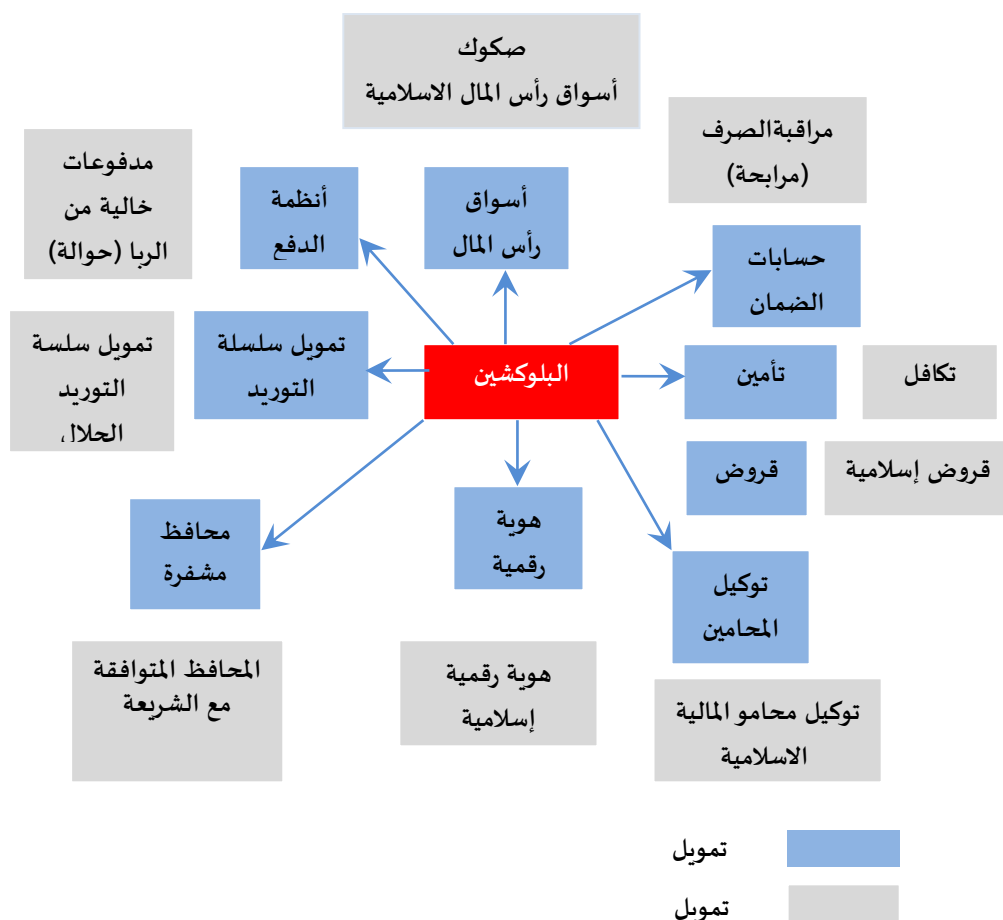 صكوك
أسواق رأس المال الاسلامية
مراقبةالصرف
(مرابحة)
مدفوعات
خالية من
الربا (حوالة)
أنظمة
الدفع
أسواق
رأس المال
حسابات
الضمان
تمويل سلسة
التوريد
الحلال
تمويل سلسلة
التوريد
البلوكشين
تأمين
تكافل
قروض
قروض إسلامية
محافظ
مشفرة
هوية
رقمية
توكيل
المحامين
المحافظ المتوافقة
مع الشريعة
هوية رقمية
إسلامية
توكيل محامو المالية
الاسلامية
تمويل
تمويل